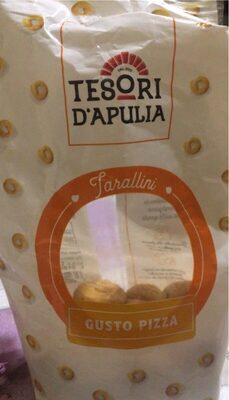 TESORI
D'APULIA
Tarallini
GUSTO PIZZA